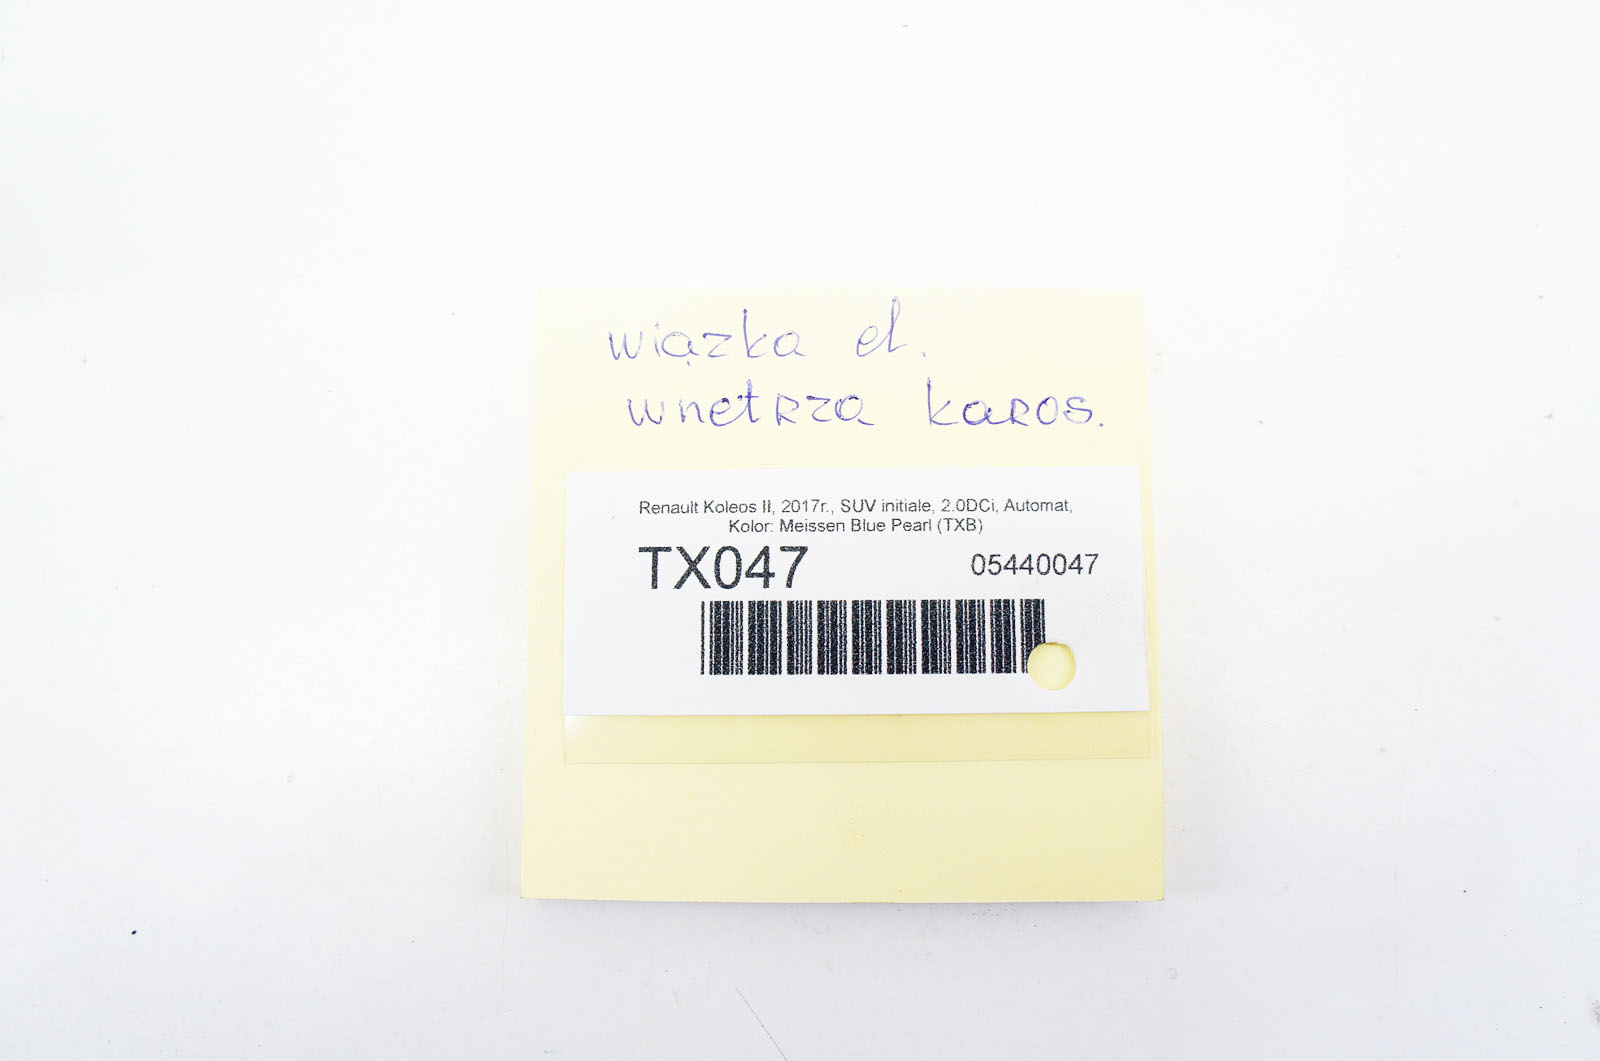 wiązka el.
wnetrza karos.
Renault Koleos II, 2017r., SUV initiale, 2.0DCi, Automat,
Kolor: Meissen Blue Pearl (TXB)
TX047 05440047